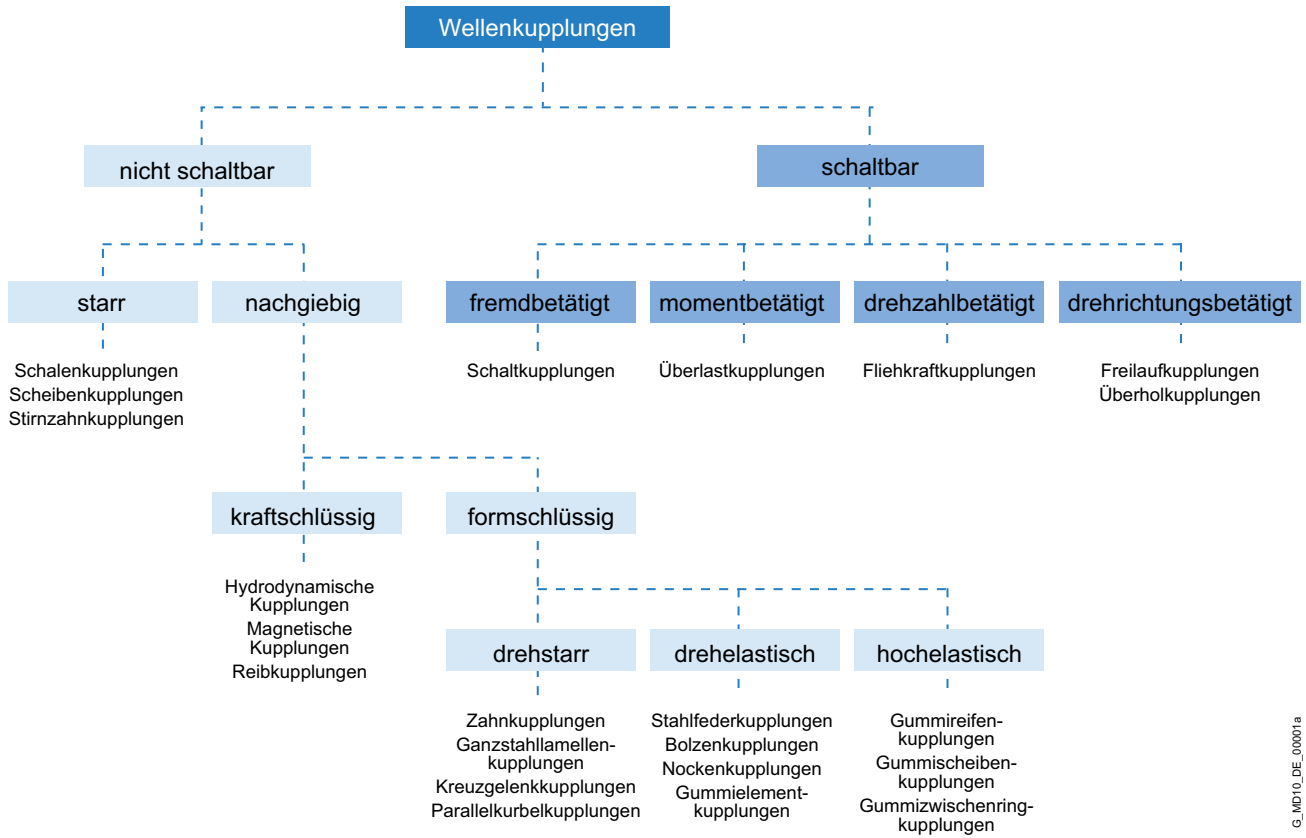 Wellenkupplungen
nicht schaltbar
schaltbar
starr
nachgiebig
fremdbetätigt
momentbetätigt
drehzahlbetätigt
drehrichtungsbetätigt
Schalenkupplungen
Scheibenkupplungen
Stirnzahnkupplungen
Schaltkupplungen
Überlastkupplungen
Fliehkraftkupplungen
Freilaufkupplungen
Überholkupplungen
kraftschlüssig
formschlüssig
Hydrodynamische
Kupplungen
Magnetische
Kupplungen
Reibkupplungen
drehstarr
drehelastisch
hochelastisch
Zahnkupplungen
Ganzstahllamellen-
kupplungen
Kreuzgelenkkupplungen
Parallelkurbelkupplungen
Stahlfederkupplungen
Bolzenkupplungen
Nockenkupplungen
Gummielement-
kupplungen
Gummireifen-
kupplungen
Gummischeiben-
kupplungen
Gummizwischenring-
kupplungen
G_MD10_DE_00001a